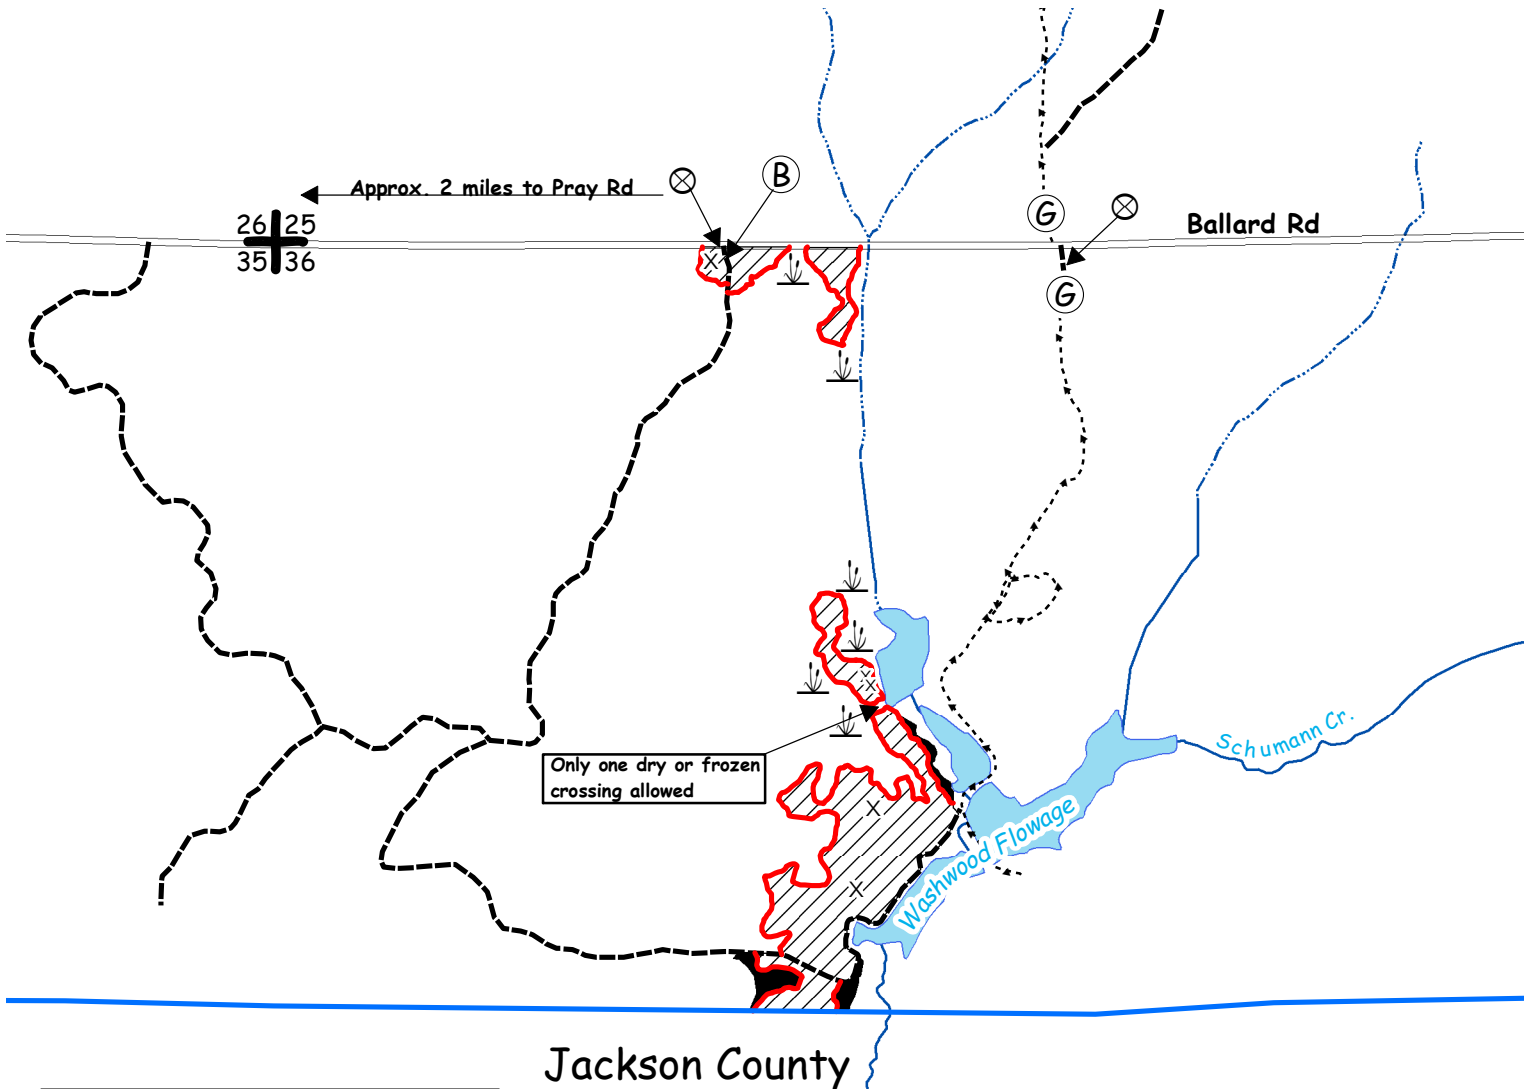 Approx. 2 miles to Pray Rd
B
G
26 25
35 36
Ballard Rd
X
G
X
X
Only one dry or frozen
crossing allowed
Schumann Cr.
X
Washwood Flowage
X
Jackson County